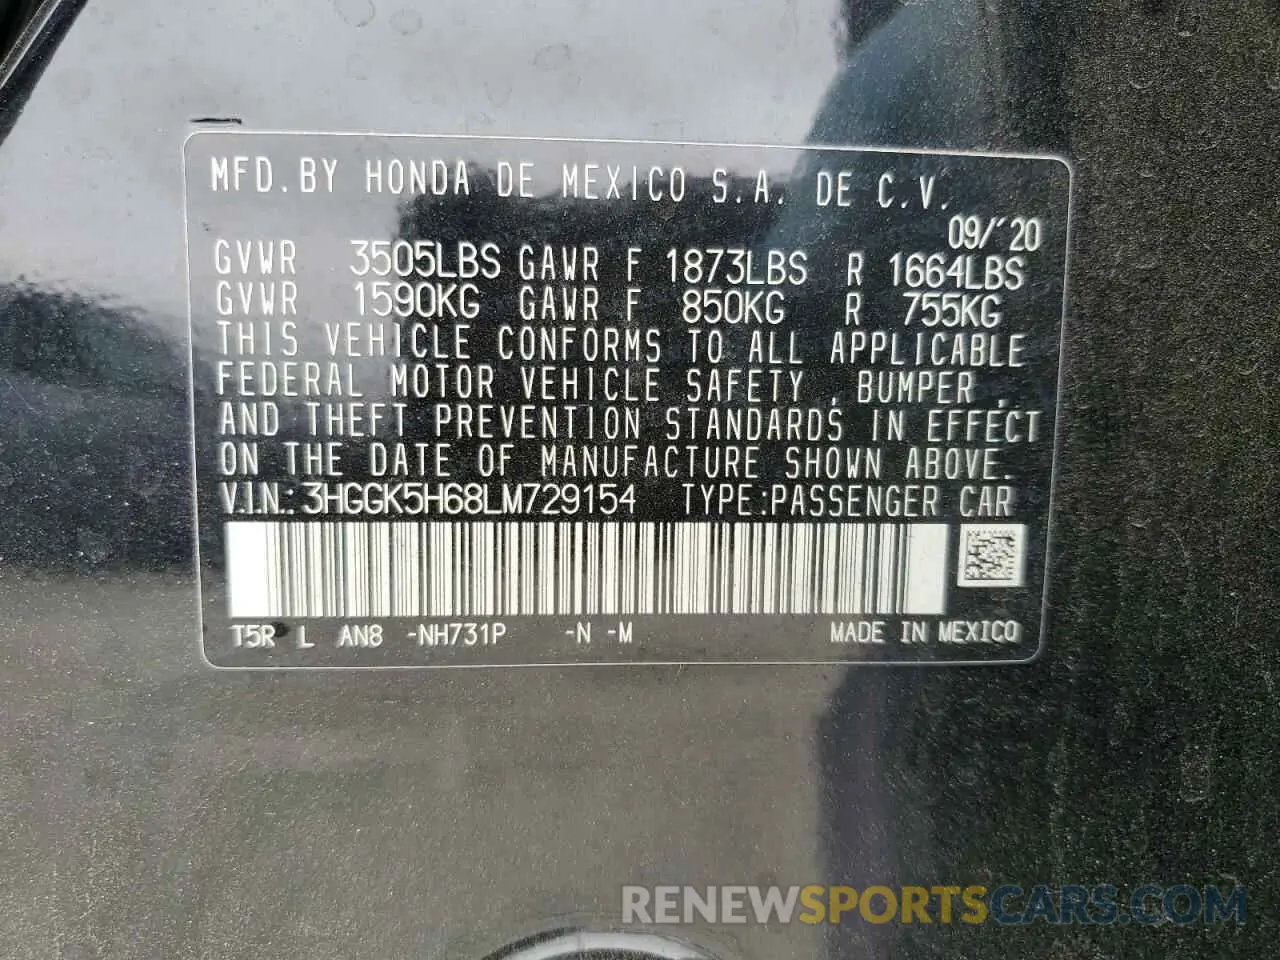 MFD.BY HONDA DE MEXICO S.A. DE C.V.
09/'20
GVWR 3505LBS GAWR F 1873LBS R 1664LBS
GVWR 1590KG GAWR F 850KG R 755KG
THIS VEHICLE CONFORMS TO ALL APPLICABLE
FEDERAL MOTOR VEHICLE SAFETY, BUMPER,
AND THEFT PREVENTION STANDARDS IN EFFECT
ON THE DATE OF MANUFACTURE SHOWN ABOVE.
V.I.N.: 3HGGK5H68LM729154 TYPE:PASSENGER CAR
T5R L AN8 -NH731P -N -M MADE IN MEXICO
RENEWSPORTSCARS.COM